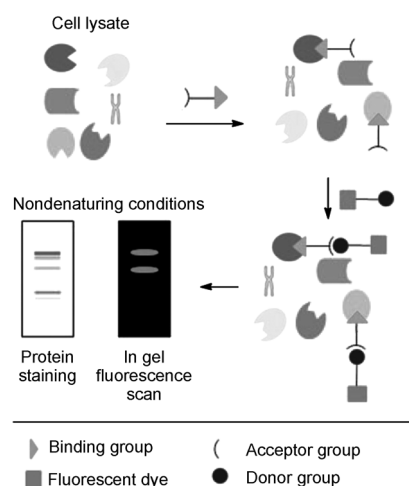 Cell lysate
Nondenaturing conditions
Protein
staining
In gel
fluorescence
scan
Binding group
Acceptor group
Fluorescent dye
Donor group